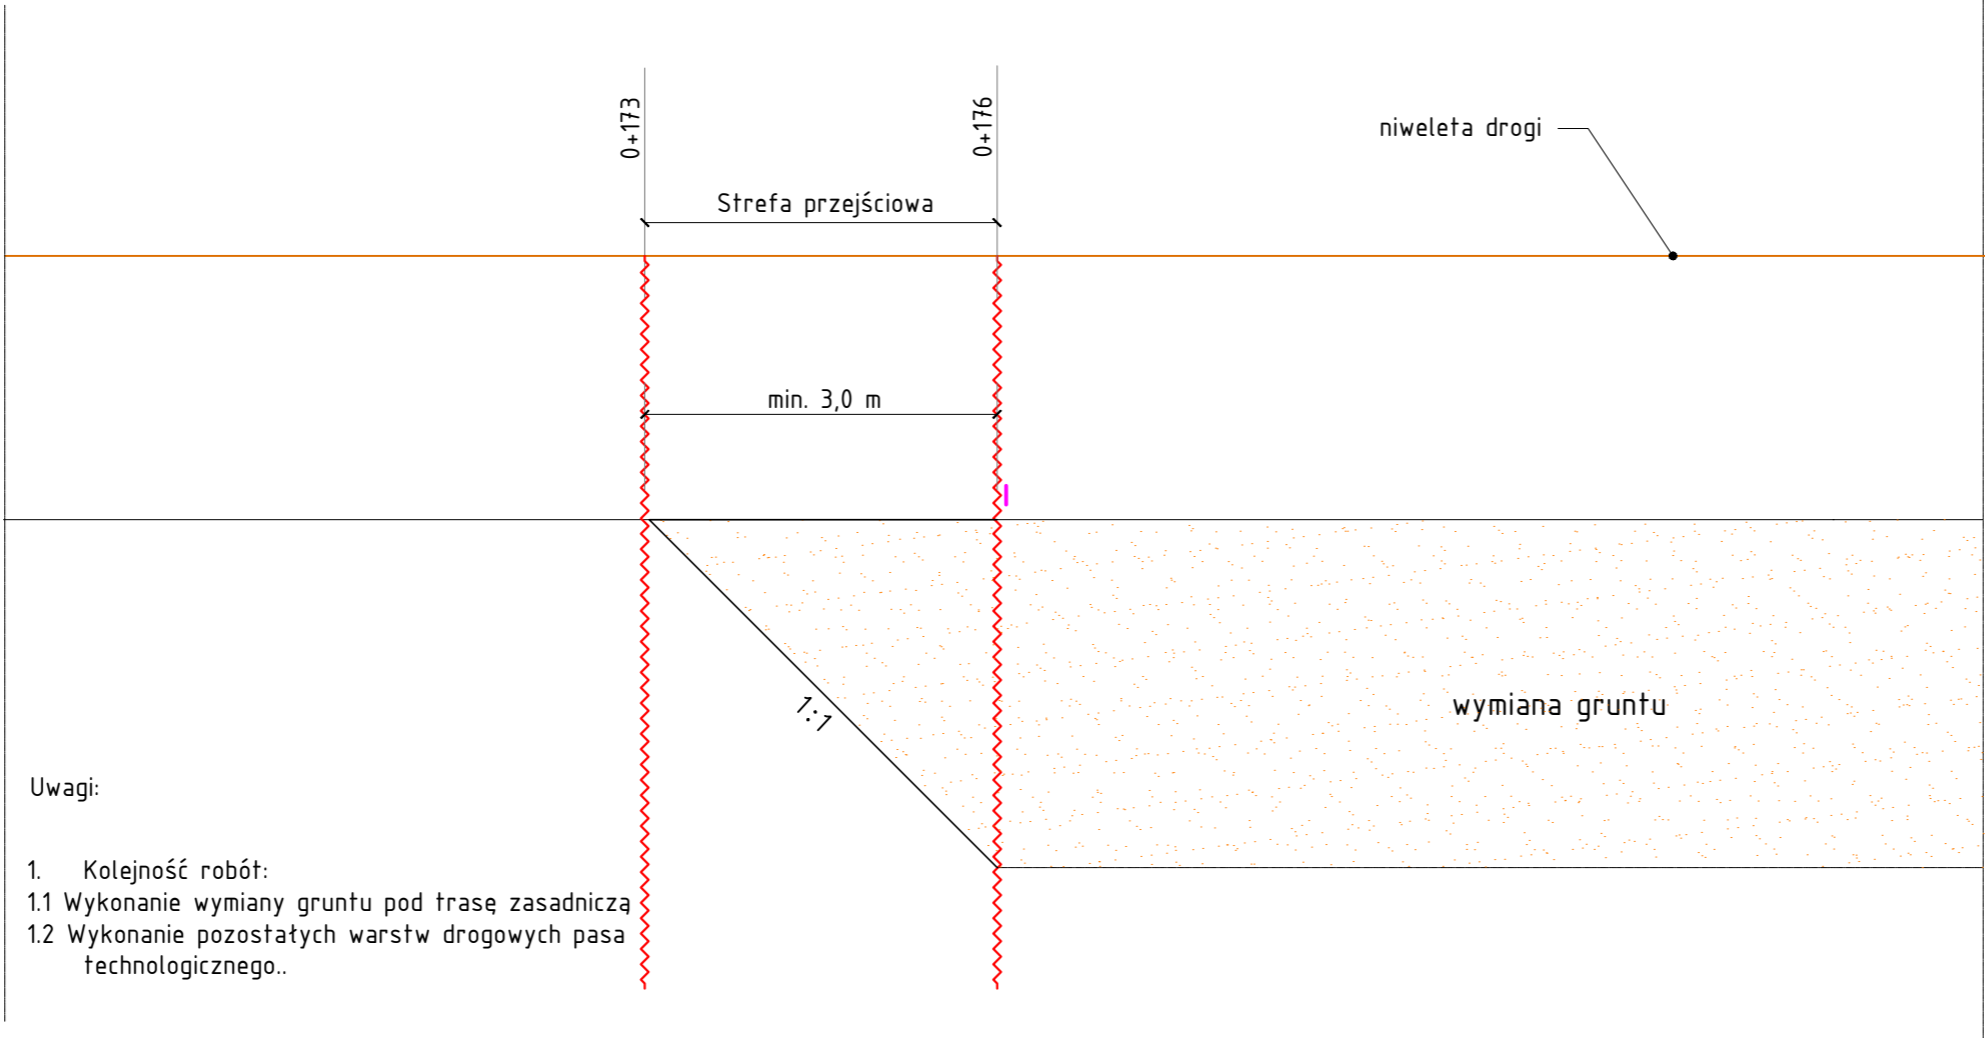 0+173
0+176
niweleta drogi
Strefa przejściowa
min. 3,0 m
1:1
wymiana gruntu
Uwagi:
1. Kolejność robót:
1.1 Wykonanie wymiany gruntu pod trasę zasadniczą
1.2 Wykonanie pozostałych warstw drogowych pasa
technologicznego..